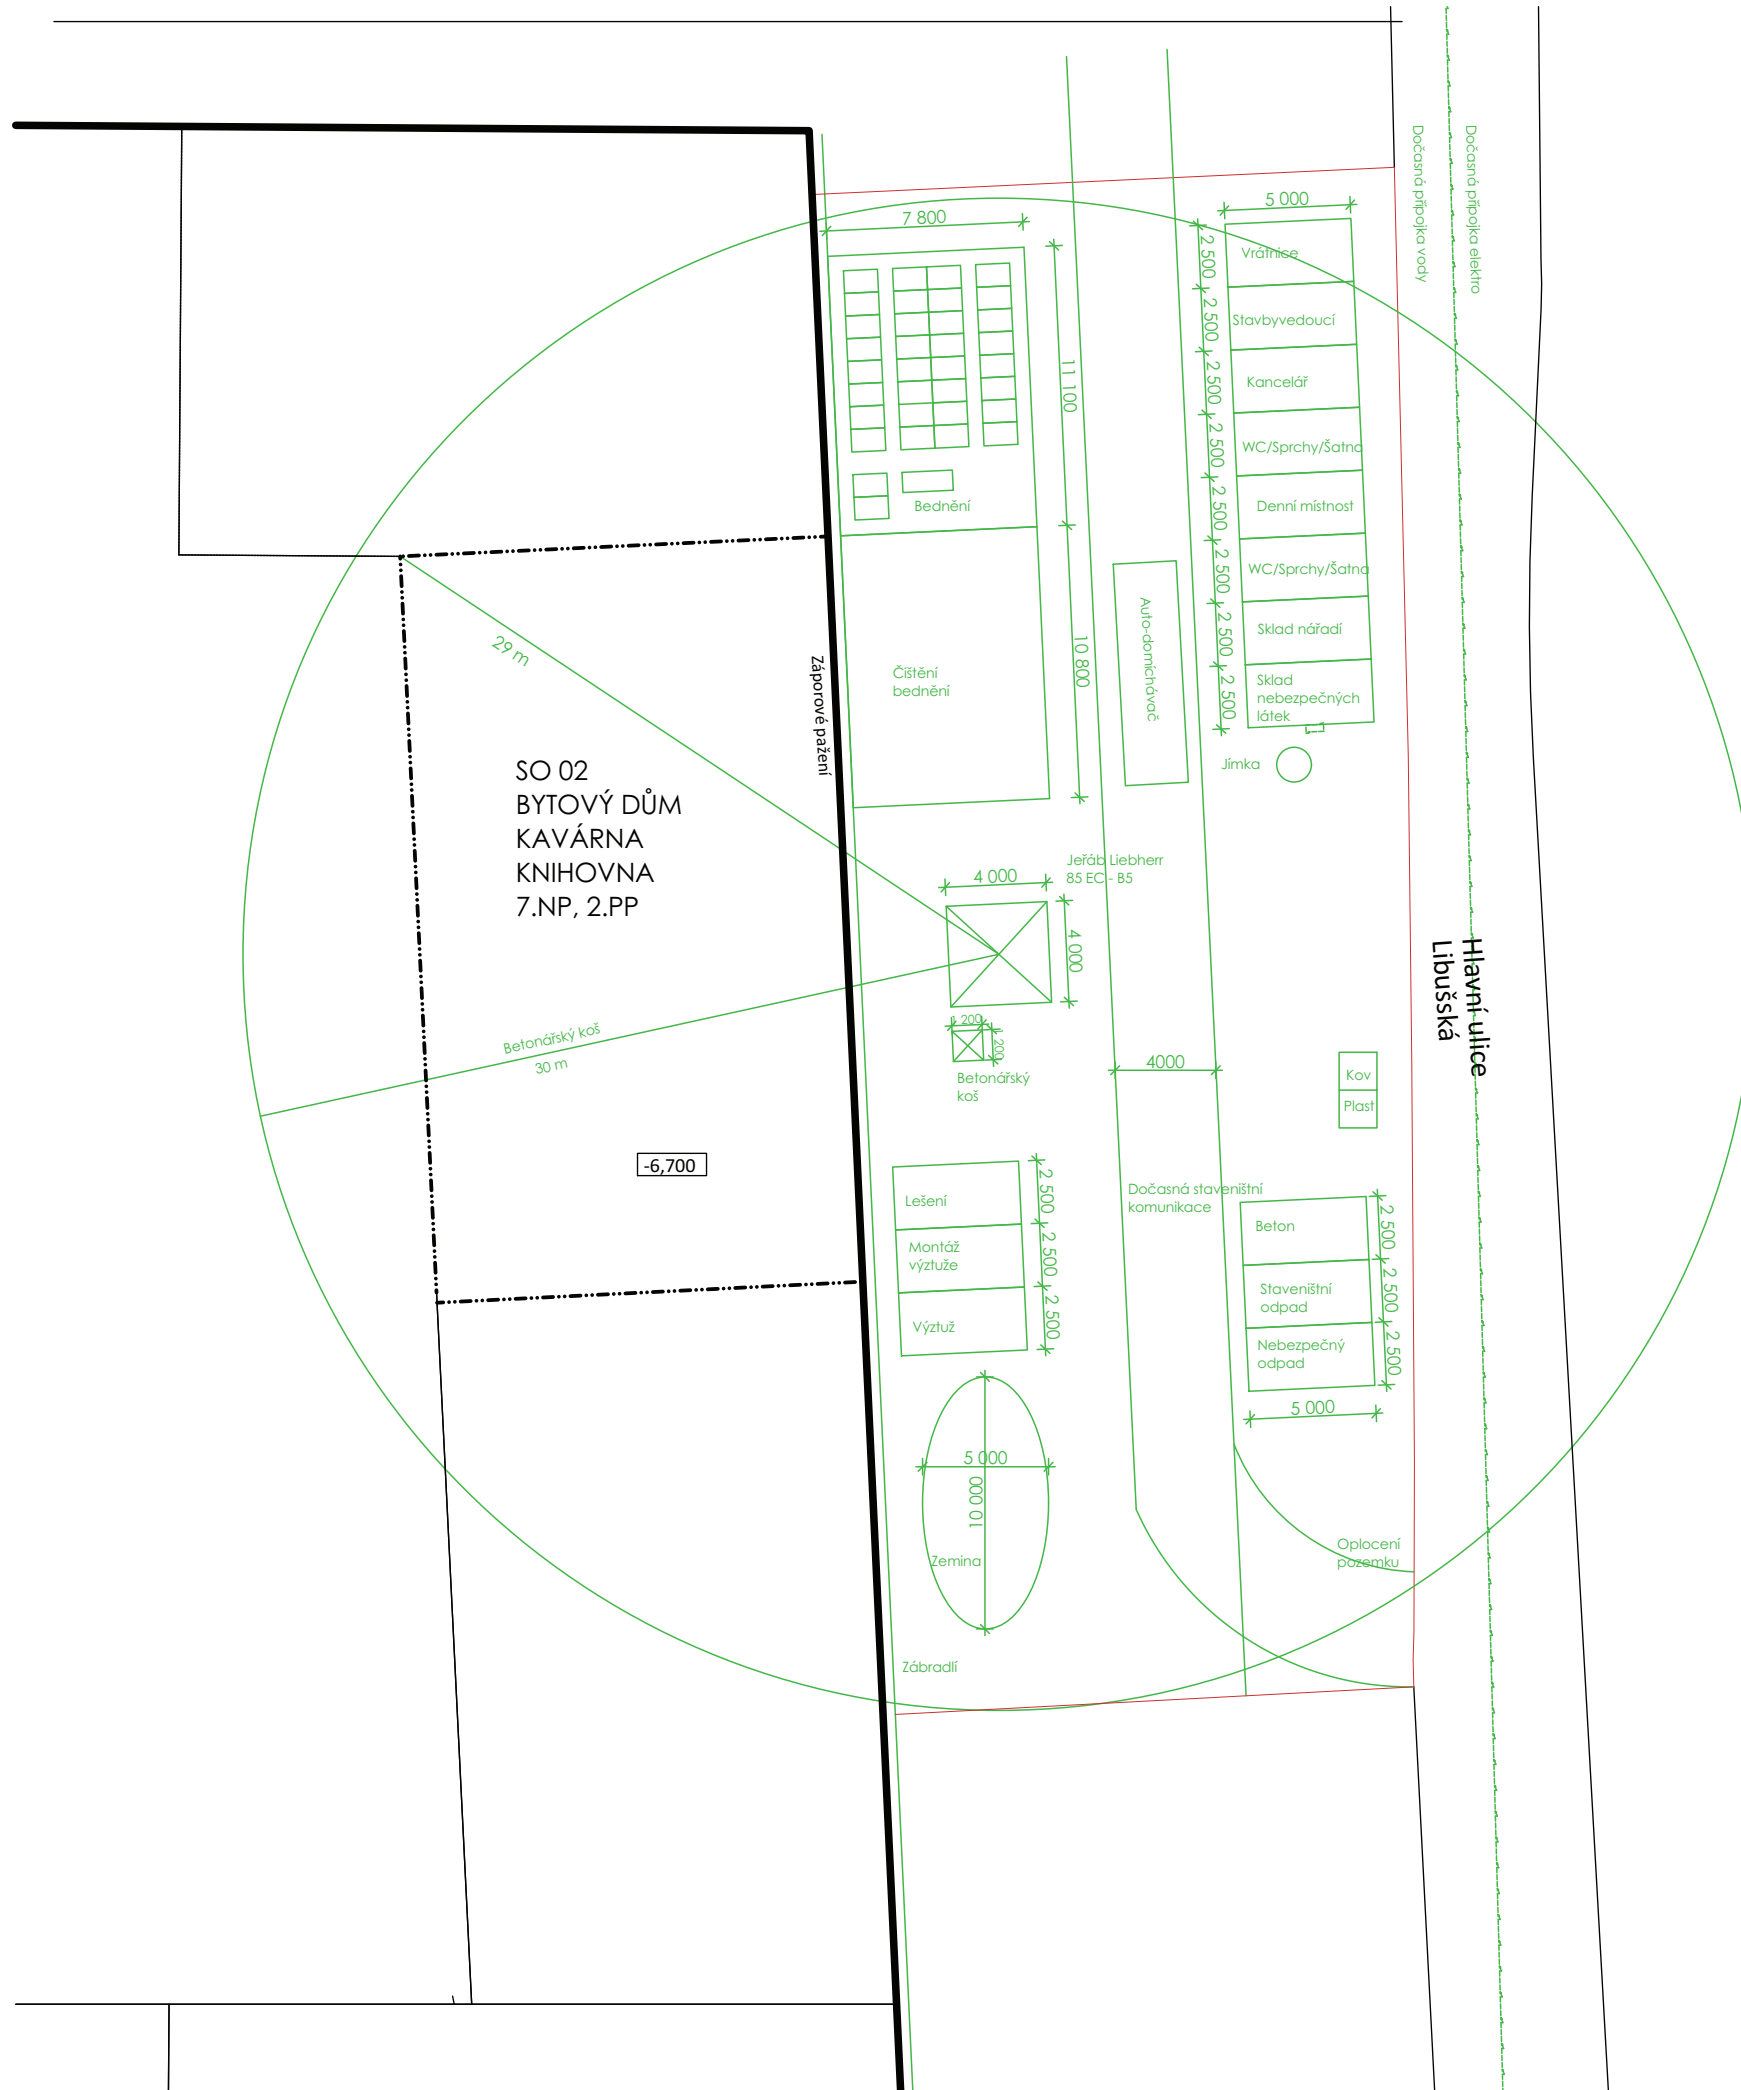 Dočasná přípojka vody
Dočasná přípojka elektro
5 000
7 800
2 500
2 500
2 500
2 500
2 500
2 500
2 500
2 500
Vrátnice
Stavbyvedoucí
Kancelář
WC/Sprchy/Šatna
Denní místnost
WC/Sprchy/Šatna
Sklad nářadí
Sklad
nebezpečných
látek
Jímka
11 100
Bednění
10 800
Čištění
bednění
Auto-domíchávač
Záporové pažení
29 m
SO 02
BYTOVÝ DŮM
KAVÁRNA
KNIHOVNA
7.NP, 2.PP
Jeřáb Liebherr
85 EC - B5
4 000
4 000
Hlavní ulice
Libušská
1 200
1 200
Betonářský
koš
Betonářský koš
30 m
4000
Kov
Plast
-6,700
Lešení
Montáž
výztuže
Výztuž
2 500
2 500
2 500
Dočasná staveništní
komunikace
Beton
Staveništní
odpad
Nebezpečný
odpad
2 500
2 500
2 500
5 000
5 000
10 000
Zemina
Oplocení
pozemku
Zábradlí